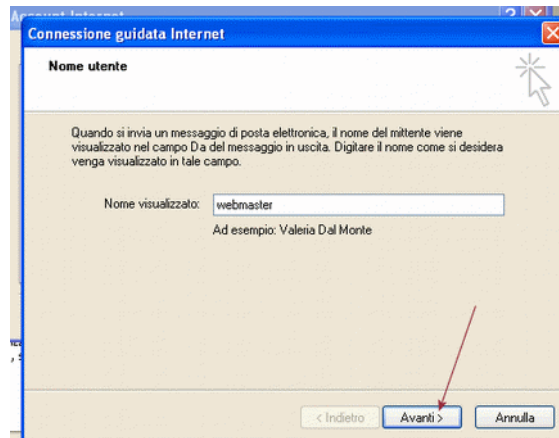 Account Internet
Connessione guidata Internet
Nome utente
Quando si invia un messaggio di posta elettronica, il nome del mittente viene
visualizzato nel campo Da del messaggio in uscita. Digitare il nome come si desidera
venga visualizzato in tale campo.
Nome visualizzato: webmaster
Ad esempio: Valeria Dal Monte
< Indietro Avanti > Annulla